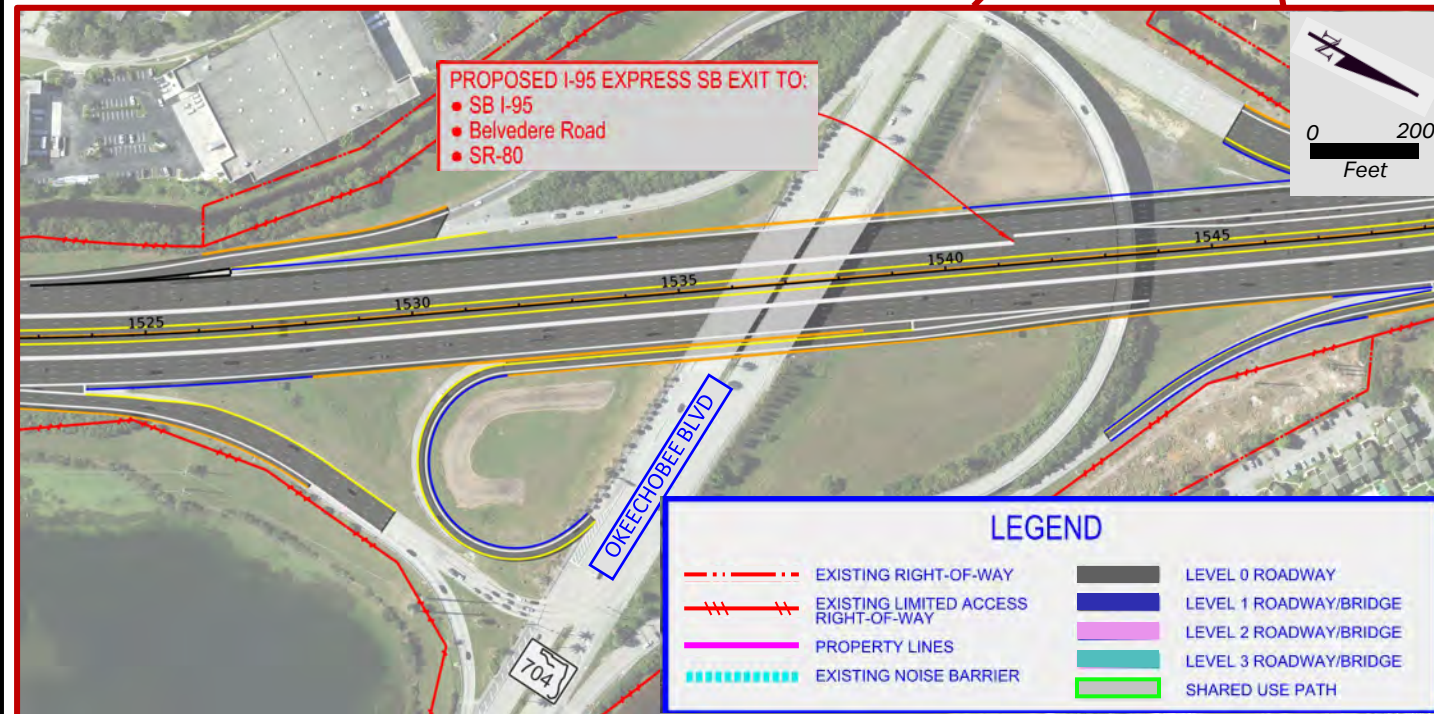 PROPOSED I-95 EXPRESS SB EXIT TO:
• SB I-95
• Belvedere Road
• SR-80
N
0 200
Feet
1525
1530
1535
1540
1545
OKEECHOBEE BLVD
704
LEGEND
EXISTING RIGHT-OF-WAY
EXISTING LIMITED ACCESS
RIGHT-OF-WAY
PROPERTY LINES
EXISTING NOISE BARRIER
LEVEL 0 ROADWAY
LEVEL 1 ROADWAY/BRIDGE
LEVEL 2 ROADWAY/BRIDGE
LEVEL 3 ROADWAY/BRIDGE
SHARED USE PATH